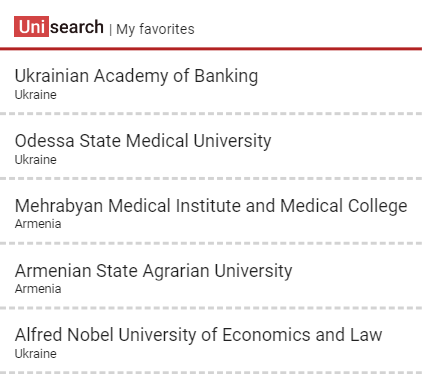 Unisearch | My favorites
Ukrainian Academy of Banking
Ukraine
Odessa State Medical University
Ukraine
Mehrabyan Medical Institute and Medical College
Armenia
Armenian State Agrarian University
Armenia
Alfred Nobel University of Economics and Law
Ukraine